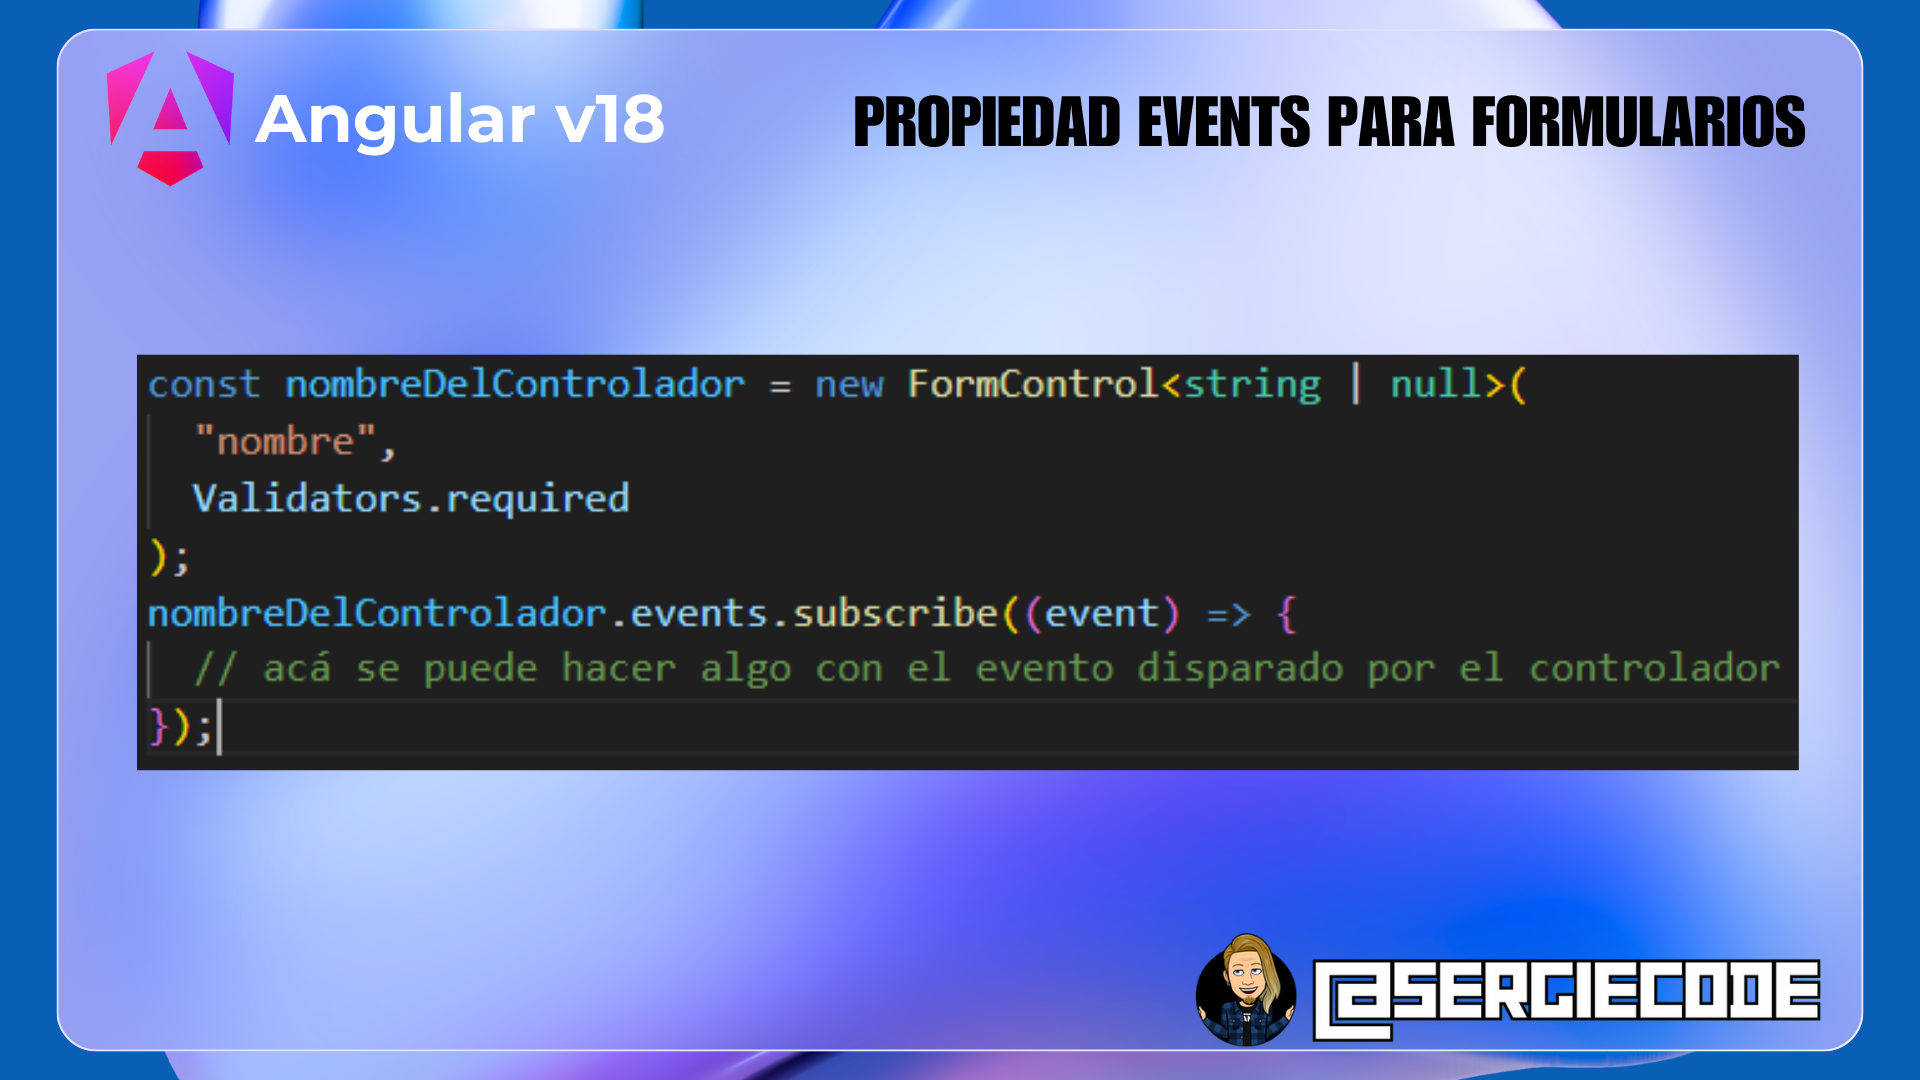 Angular v18
PROPIEDAD EVENTS PARA FORMULARIOS
const nombreDelControlador = new FormControl<string | null>(
  "nombre",
  Validators.required
);
nombreDelControlador.events.subscribe((event) => {
  // acá se puede hacer algo con el evento disparado por el controlador
});
@SERGIECODE